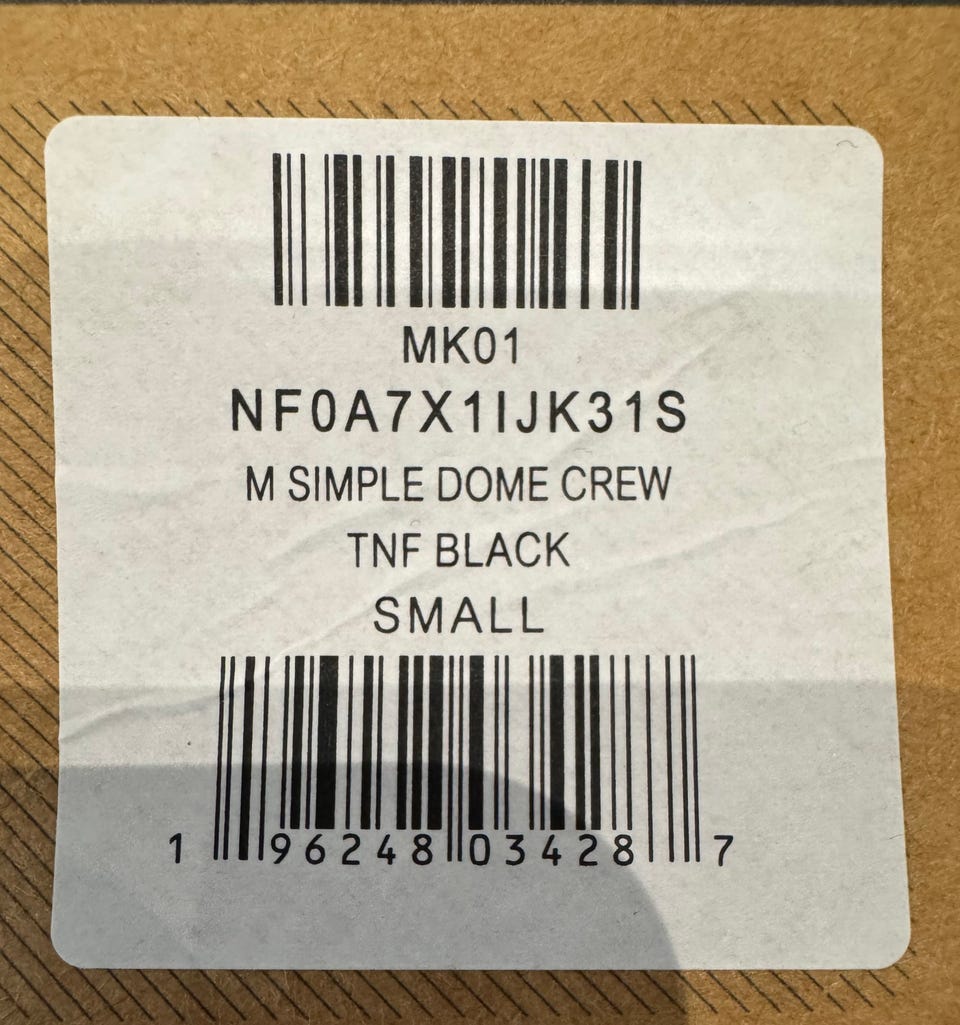 MK01
NF0A7X1IJK31S
M SIMPLE DOME CREW
TNF BLACK
SMALL
1 96248 03428 7